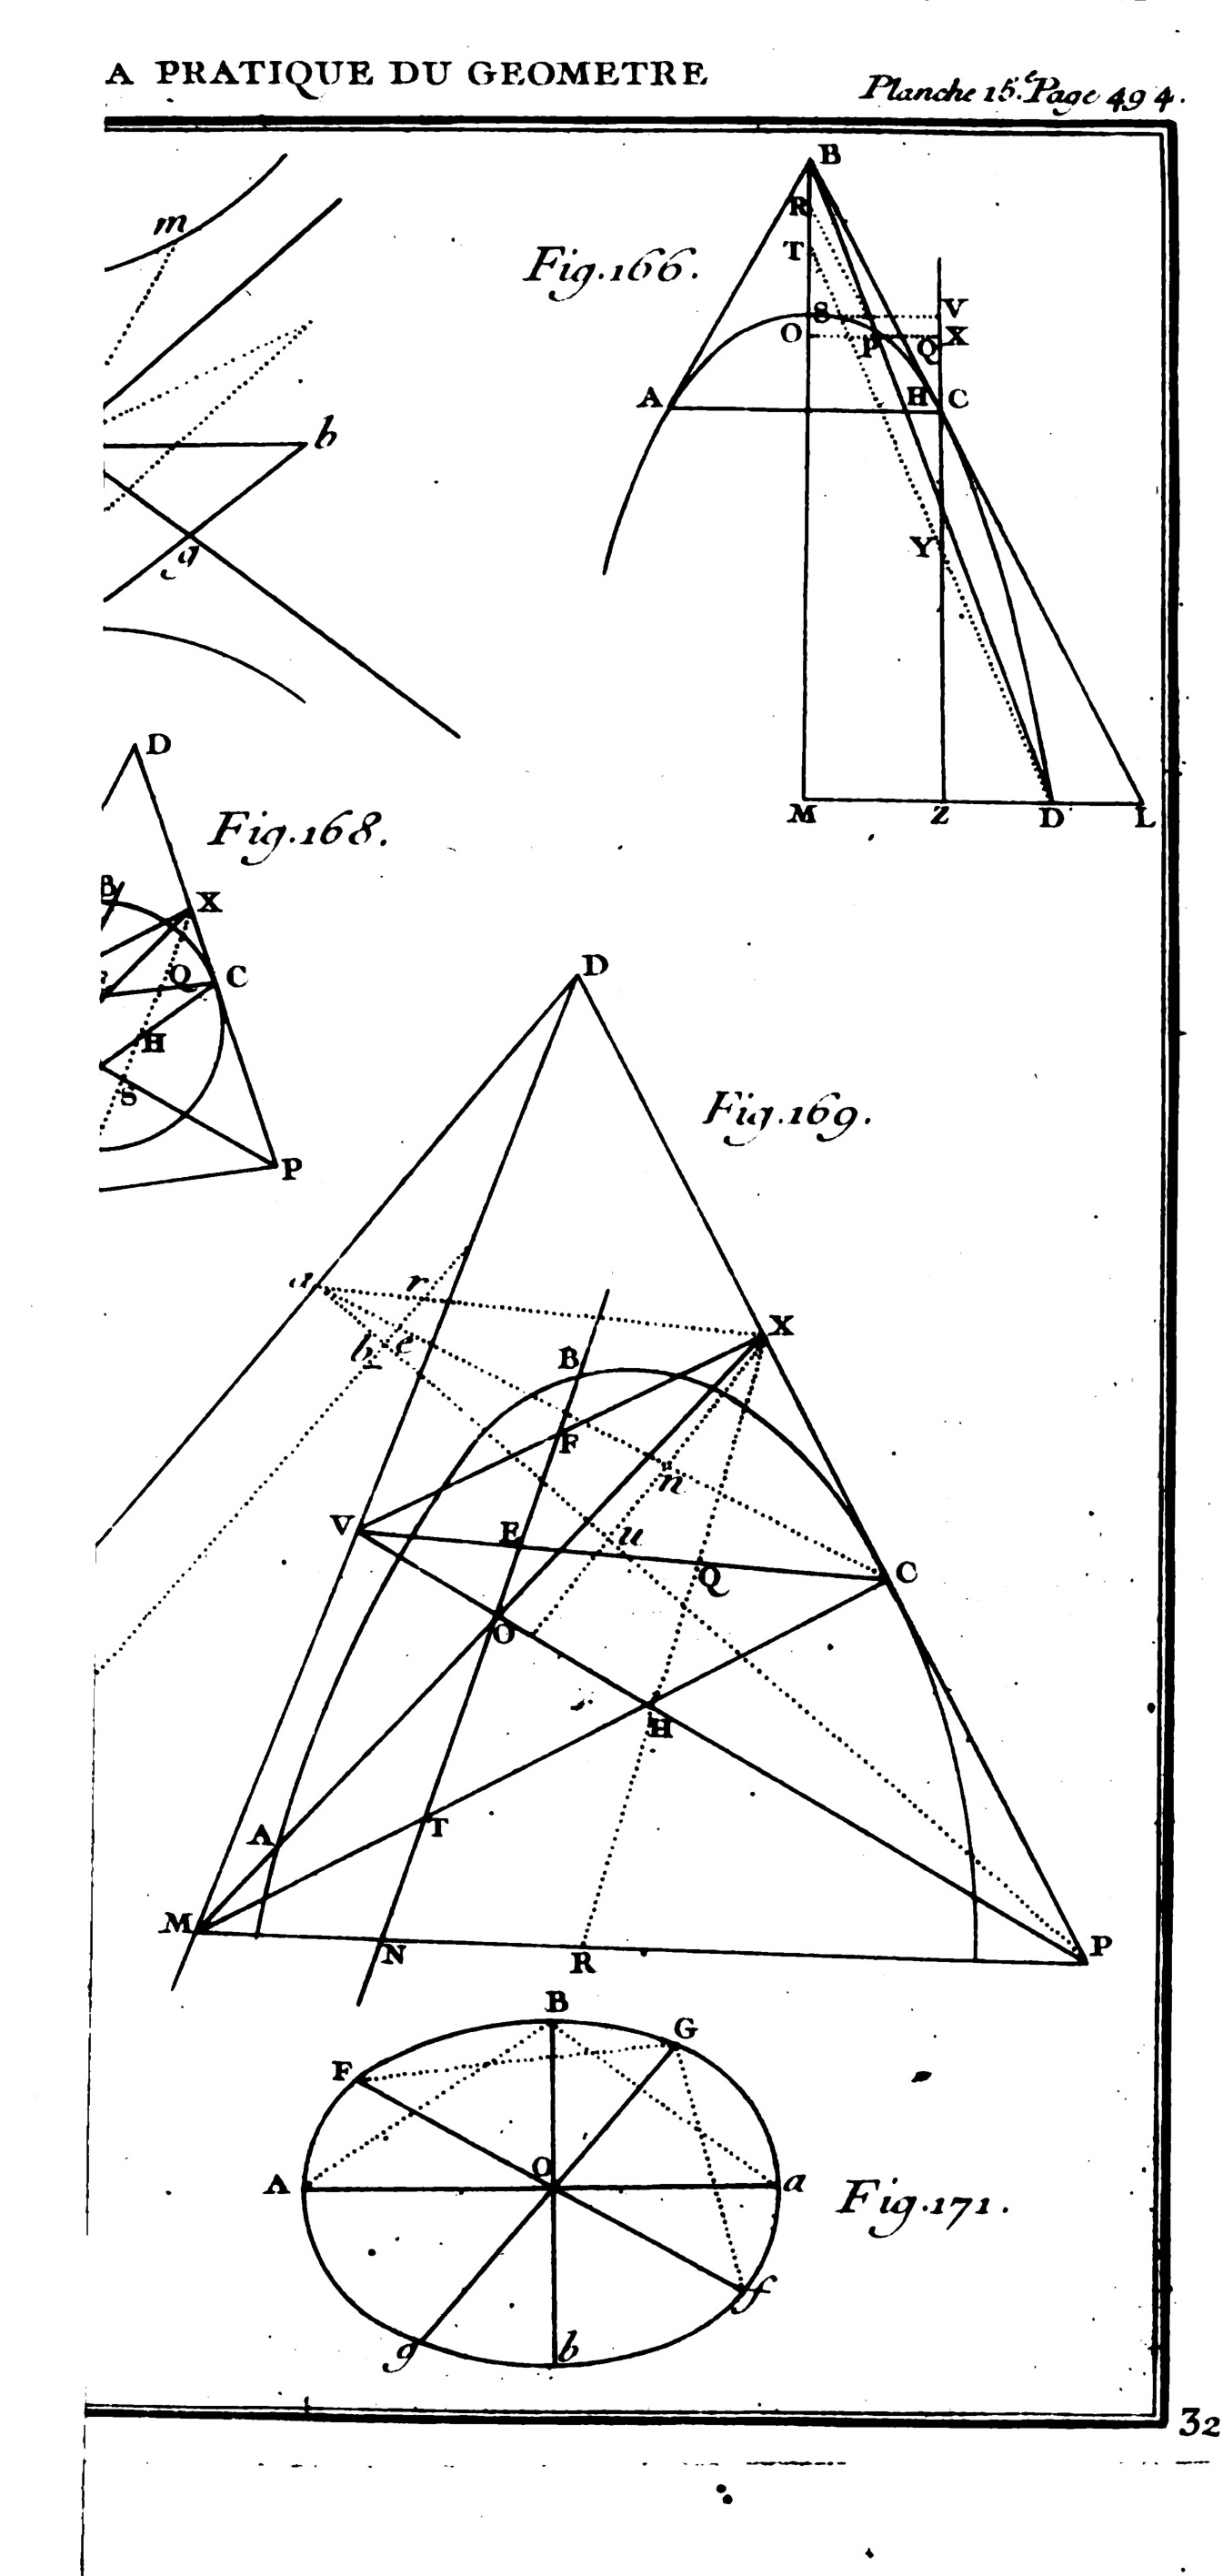 A PRATIQUE DU GEOMETRE
Planche 15.e Page 494.
m
b
g
Fig. 166.
B
R
T
S
V
O
P
Q
X
A
H
C
Y
M
Z
D
L
D
Fig. 168.
B
X
Q
C
H
S
P
D
Fig. 169.
a
r
X
h
e
B
F
n
V
E
u
Q
C
O
H
A
T
M
N
R
P
B
G
F
A
O
a
Fig. 171.
f
g
b
32